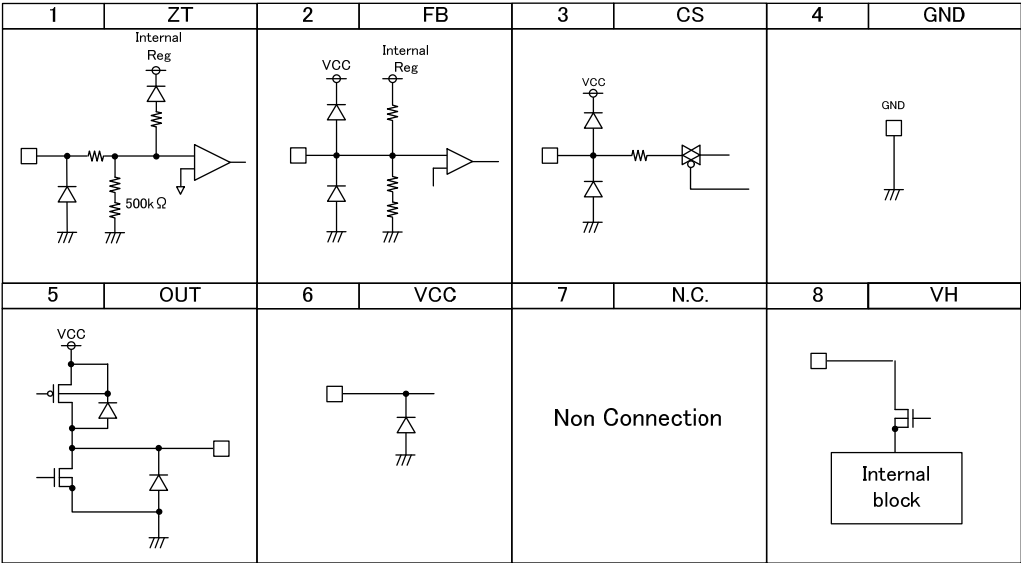 1 ZT 2 FB 3 CS 4 GND
Internal
Reg
500kΩ
VCC
Internal
Reg
VCC
GND
5 OUT 6 VCC 7 N.C. 8 VH
VCC
Non Connection
Internal
block